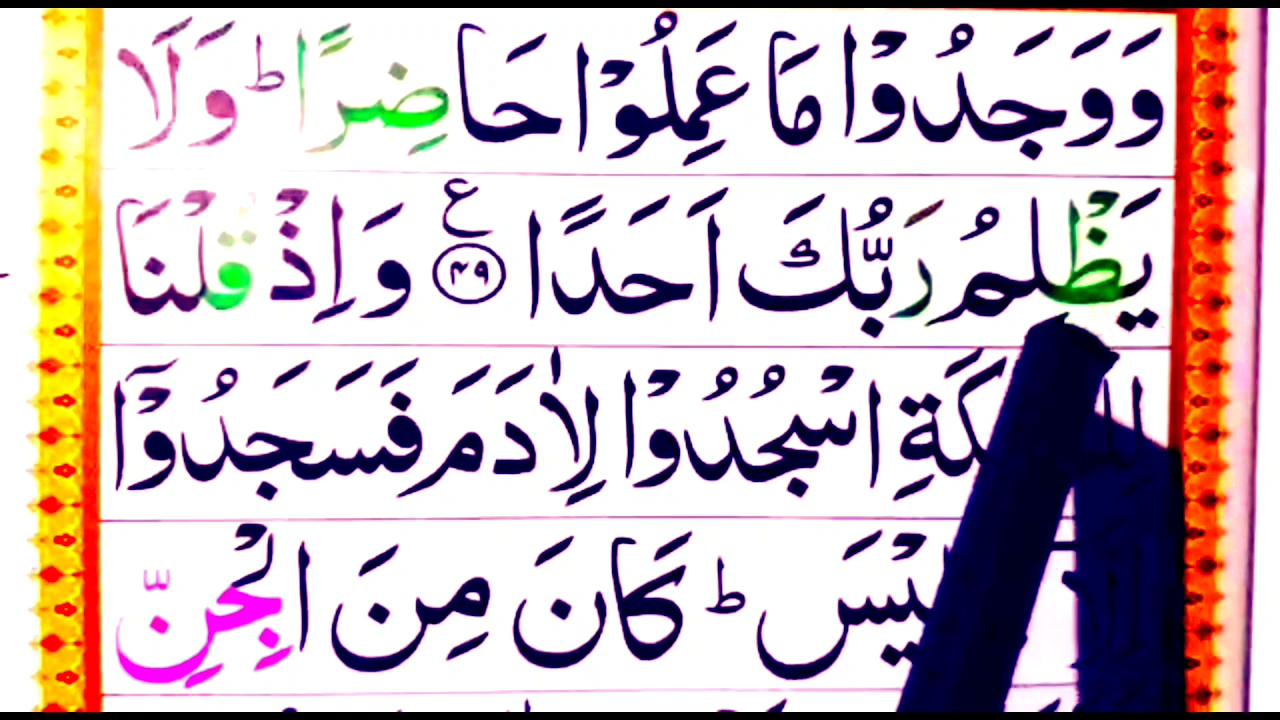 وَوَجَدُوْا مَا عَمِلُوْا حَاضِرًا ؕ وَلَا
يَظْلِمُ رَبُّكَ اَحَدًا ﴿۴۹﴾ ع وَ اِذْ قُلْنَا
اسْجُدُوْا لِاٰدَمَ فَسَجَدُوْۤا
كَانَ مِنَ الْجِنِّ